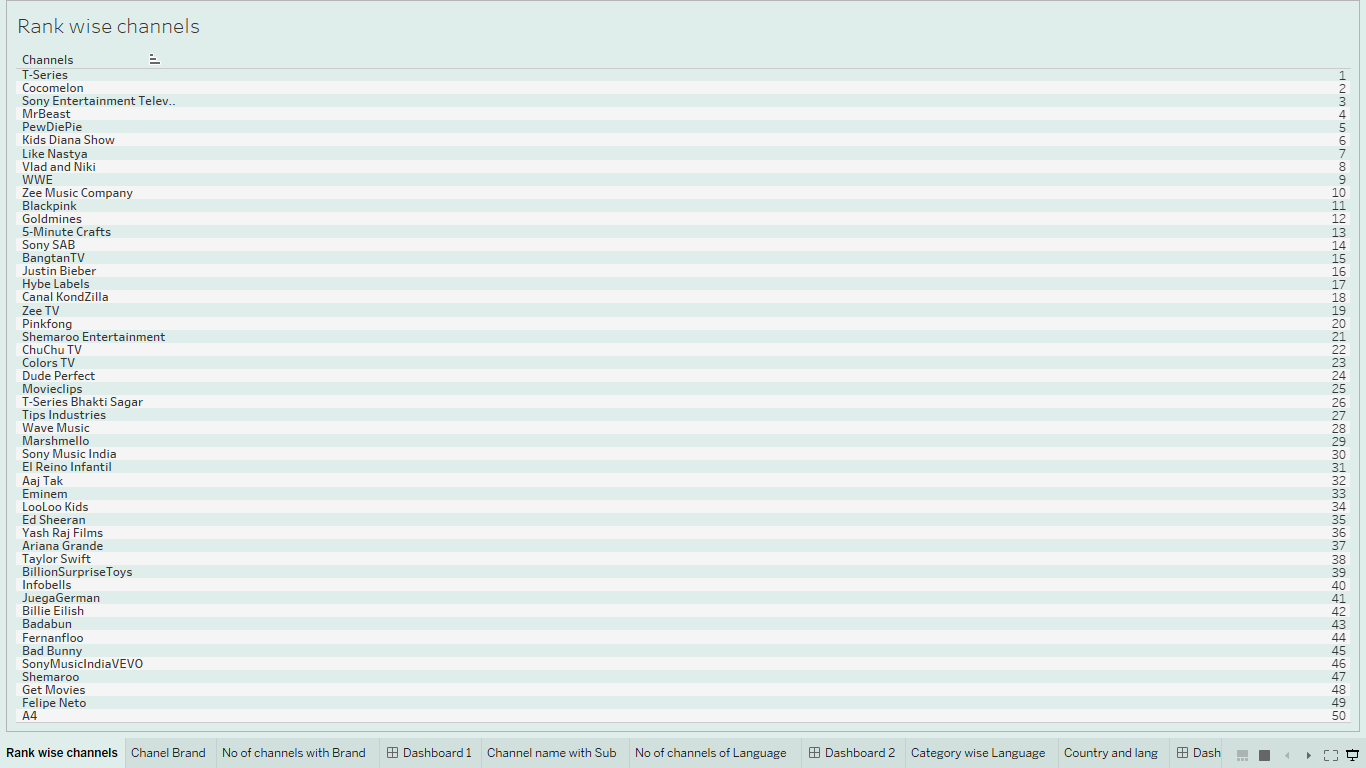 Rank wise channels
Channels
T-Series 1
Cocomelon 2
Sony Entertainment Telev.. 3
MrBeast 4
PewDiePie 5
Kids Diana Show 6
Like Nastya 7
Vlad and Niki 8
WWE 9
Zee Music Company 10
Blackpink 11
Goldmines 12
5-Minute Crafts 13
Sony SAB 14
BangtanTV 15
Justin Bieber 16
Hybe Labels 17
Canal KondZilla 18
Zee TV 19
Pinkfong 20
Shemaroo Entertainment 21
ChuChu TV 22
Colors TV 23
Dude Perfect 24
Movieclips 25
T-Series Bhakti Sagar 26
Tips Industries 27
Wave Music 28
Marshmello 29
Sony Music India 30
El Reino Infantil 31
Aaj Tak 32
Eminem 33
LooLoo Kids 34
Ed Sheeran 35
Yash Raj Films 36
Ariana Grande 37
Taylor Swift 38
BillionSurpriseToys 39
Infobells 40
JuegaGerman 41
Billie Eilish 42
Badabun 43
Fernanfloo 44
Bad Bunny 45
SonyMusicIndiaVEVO 46
Shemaroo 47
Get Movies 48
Felipe Neto 49
A4 50
Rank wise channels Chanel Brand No of channels with Brand Dashboard 1 Channel name with Sub No of channels of Language Dashboard 2 Category wise Language Country and lang Dash